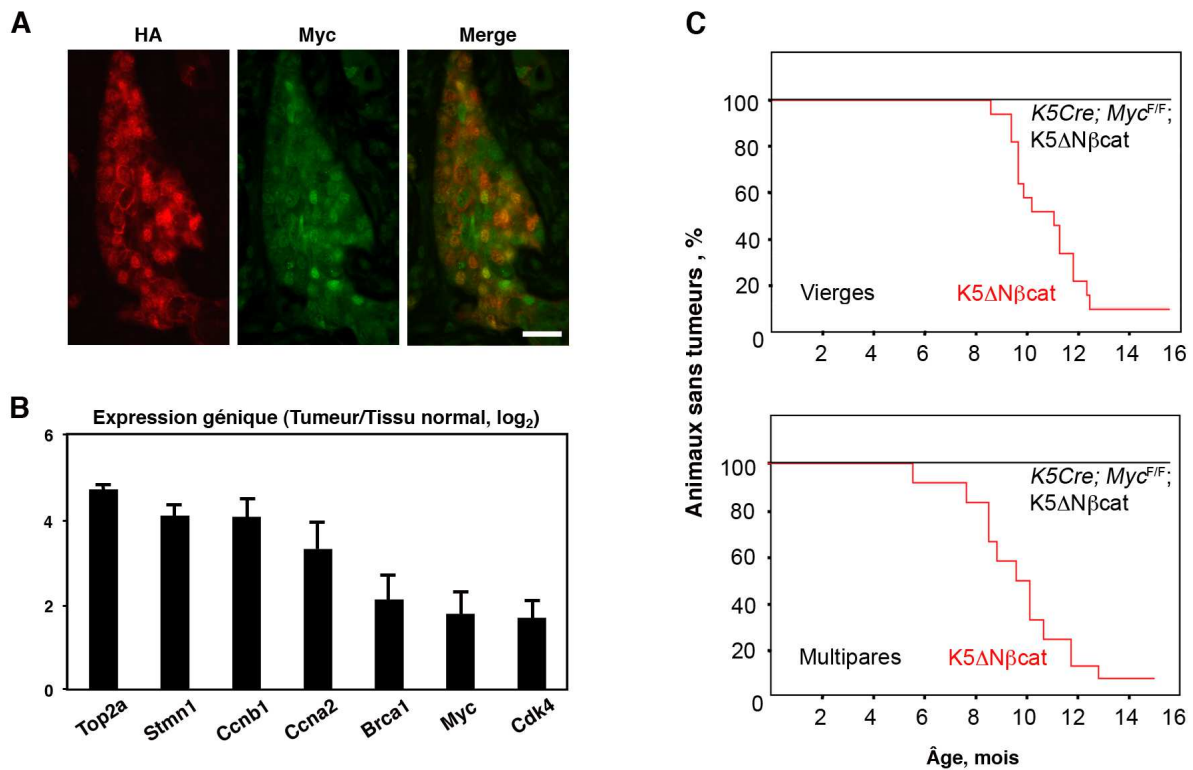 A
HA Myc Merge
B
Expression génique (Tumeur/Tissu normal, log₂)
6
4
2
0
Top2a Stmn1 Ccnb1 Ccna2 Brca1 Myc Cdk4
C
Animaux sans tumeurs , %
100
80
60
40
20
0
K5Cre; Myc^F/F;
K5ΔNβcat
Vierges K5ΔNβcat
2 4 6 8 10 12 14 16
100
80
60
40
20
0
K5Cre; Myc^F/F;
K5ΔNβcat
Multipares K5ΔNβcat
2 4 6 8 10 12 14 16
Âge, mois